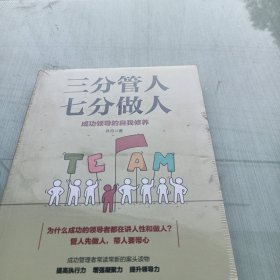 三分管人
七分做人
成功领导的自我修养
TEAM
为什么成功的领导者都在讲人性和做人?
管人先做人,带人要带心
成功管理者常读常新的案头读物
提高执行力 增强凝聚力 提升领导力